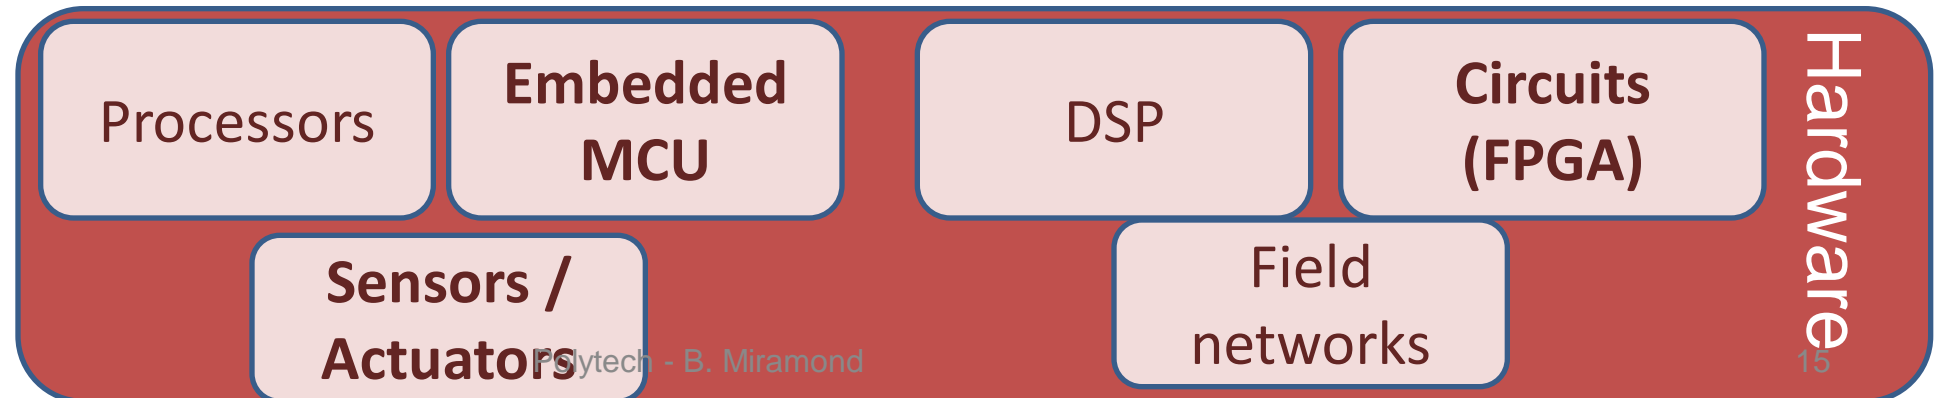 Processors
Embedded
MCU
DSP
Circuits
(FPGA)
Hardware
Sensors /
Actuators
Field
networks
Polytech - B. Miramond
15